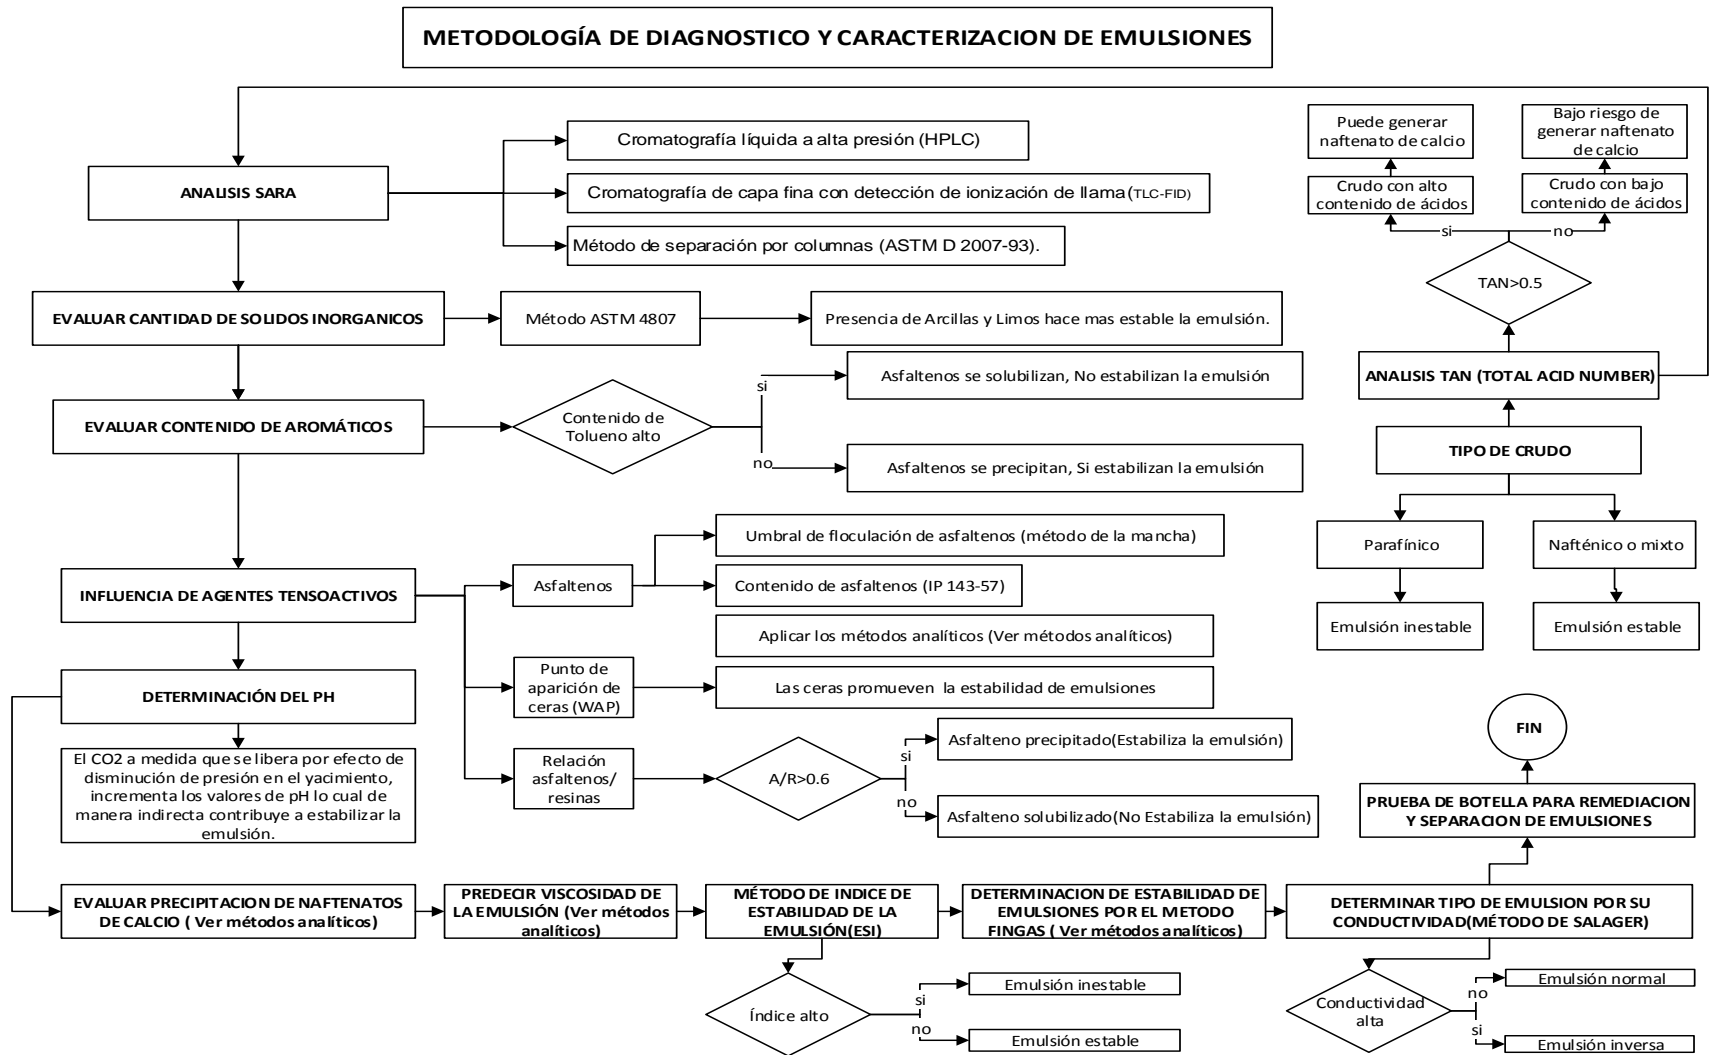 METODOLOGÍA DE DIAGNOSTICO Y CARACTERIZACION DE EMULSIONES
ANALISIS SARA
Cromatografía líquida a alta presión (HPLC)
Cromatografía de capa fina con detección de ionización de llama (TLC-FID)
Método de separación por columnas (ASTM D 2007-93).
EVALUAR CANTIDAD DE SOLIDOS INORGANICOS
Método ASTM 4807
Presencia de Arcillas y Limos hace mas estable la emulsión.
EVALUAR CONTENIDO DE AROMÁTICOS
Contenido de
Tolueno alto
si
Asfaltenos se solubilizan, No estabilizan la emulsión
no
Asfaltenos se precipitan, Si estabilizan la emulsión
INFLUENCIA DE AGENTES TENSOACTIVOS
Asfaltenos
Umbral de floculación de asfaltenos (método de la mancha)
Contenido de asfaltenos (IP 143-57)
Aplicar los métodos analíticos (Ver métodos analíticos)
Punto de
aparición de
ceras (WAP)
Las ceras promueven la estabilidad de emulsiones
Relación
asfaltenos/
resinas
A/R>0.6
si
Asfalteno precipitado(Estabiliza la emulsión)
no
Asfalteno solubilizado(No Estabiliza la emulsión)
DETERMINACIÓN DEL PH
El CO2 a medida que se libera por efecto de
disminución de presión en el yacimiento,
incrementa los valores de pH lo cual de
manera indirecta contribuye a estabilizar la
emulsión.
Puede generar
naftenato de calcio
Bajo riesgo de
generar naftenato
de calcio
Crudo con alto
contenido de ácidos
Crudo con bajo
contenido de ácidos
si
no
TAN>0.5
ANALISIS TAN (TOTAL ACID NUMBER)
TIPO DE CRUDO
Parafínico
Nafténico o mixto
Emulsión inestable
Emulsión estable
FIN
PRUEBA DE BOTELLA PARA REMEDIACION
Y SEPARACION DE EMULSIONES
EVALUAR PRECIPITACION DE NAFTENATOS
DE CALCIO ( Ver métodos analíticos)
PREDECIR VISCOSIDAD DE
LA EMULSIÓN (Ver métodos
analíticos)
MÉTODO DE INDICE DE
ESTABILIDAD DE LA
EMULSIÓN(ESI)
DETERMINACION DE ESTABILIDAD DE
EMULSIONES POR EL METODO
FINGAS ( Ver métodos analíticos)
DETERMINAR TIPO DE EMULSION POR SU
CONDUCTIVIDAD(MÉTODO DE SALAGER)
Índice alto
si
Emulsión inestable
no
Emulsión estable
Conductividad
alta
no
Emulsión normal
si
Emulsión inversa